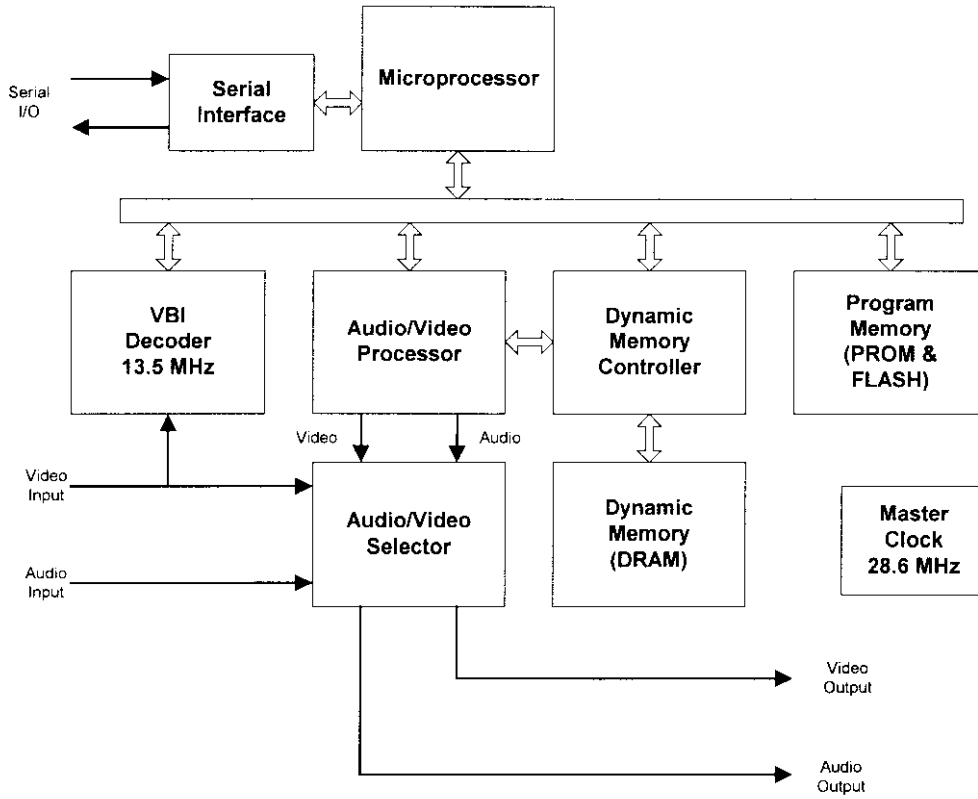 Serial
I/O
Serial
Interface
Microprocessor
VBI
Decoder
13.5 MHz
Audio/Video
Processor
Dynamic
Memory
Controller
Program
Memory
(PROM &
FLASH)
Video
Audio
Video
Input
Audio
Input
Audio/Video
Selector
Dynamic
Memory
(DRAM)
Master
Clock
28.6 MHz
Video
Output
Audio
Output